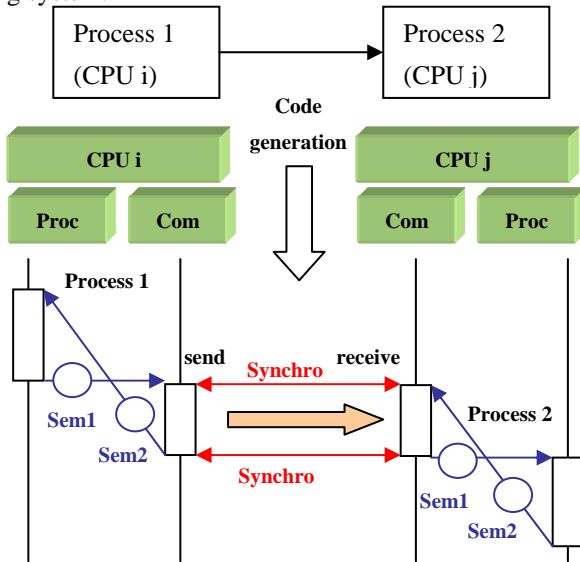 g syste
Process 1
(CPU i)
Process 2
(CPU j)
Code
generation
CPU i
CPU j
Proc
Com
Com
Proc
Process 1
send
receive
Synchro
Sem1
Sem2
Process 2
Synchro
Sem1
Sem2